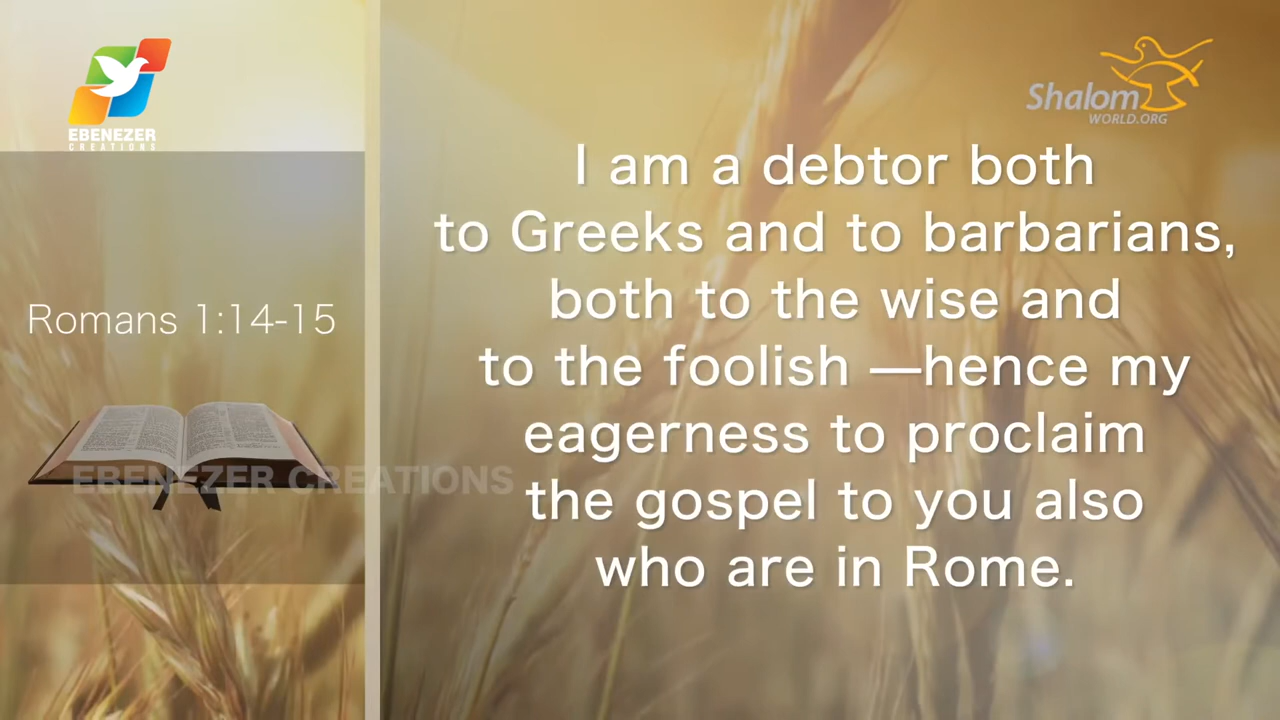 EBENEZER
CREATIONS
Shalom
WORLD.ORG
Romans 1:14-15
I am a debtor both
to Greeks and to barbarians,
both to the wise and
to the foolish —hence my
eagerness to proclaim
the gospel to you also
who are in Rome.
EBENEZER CREATIONS